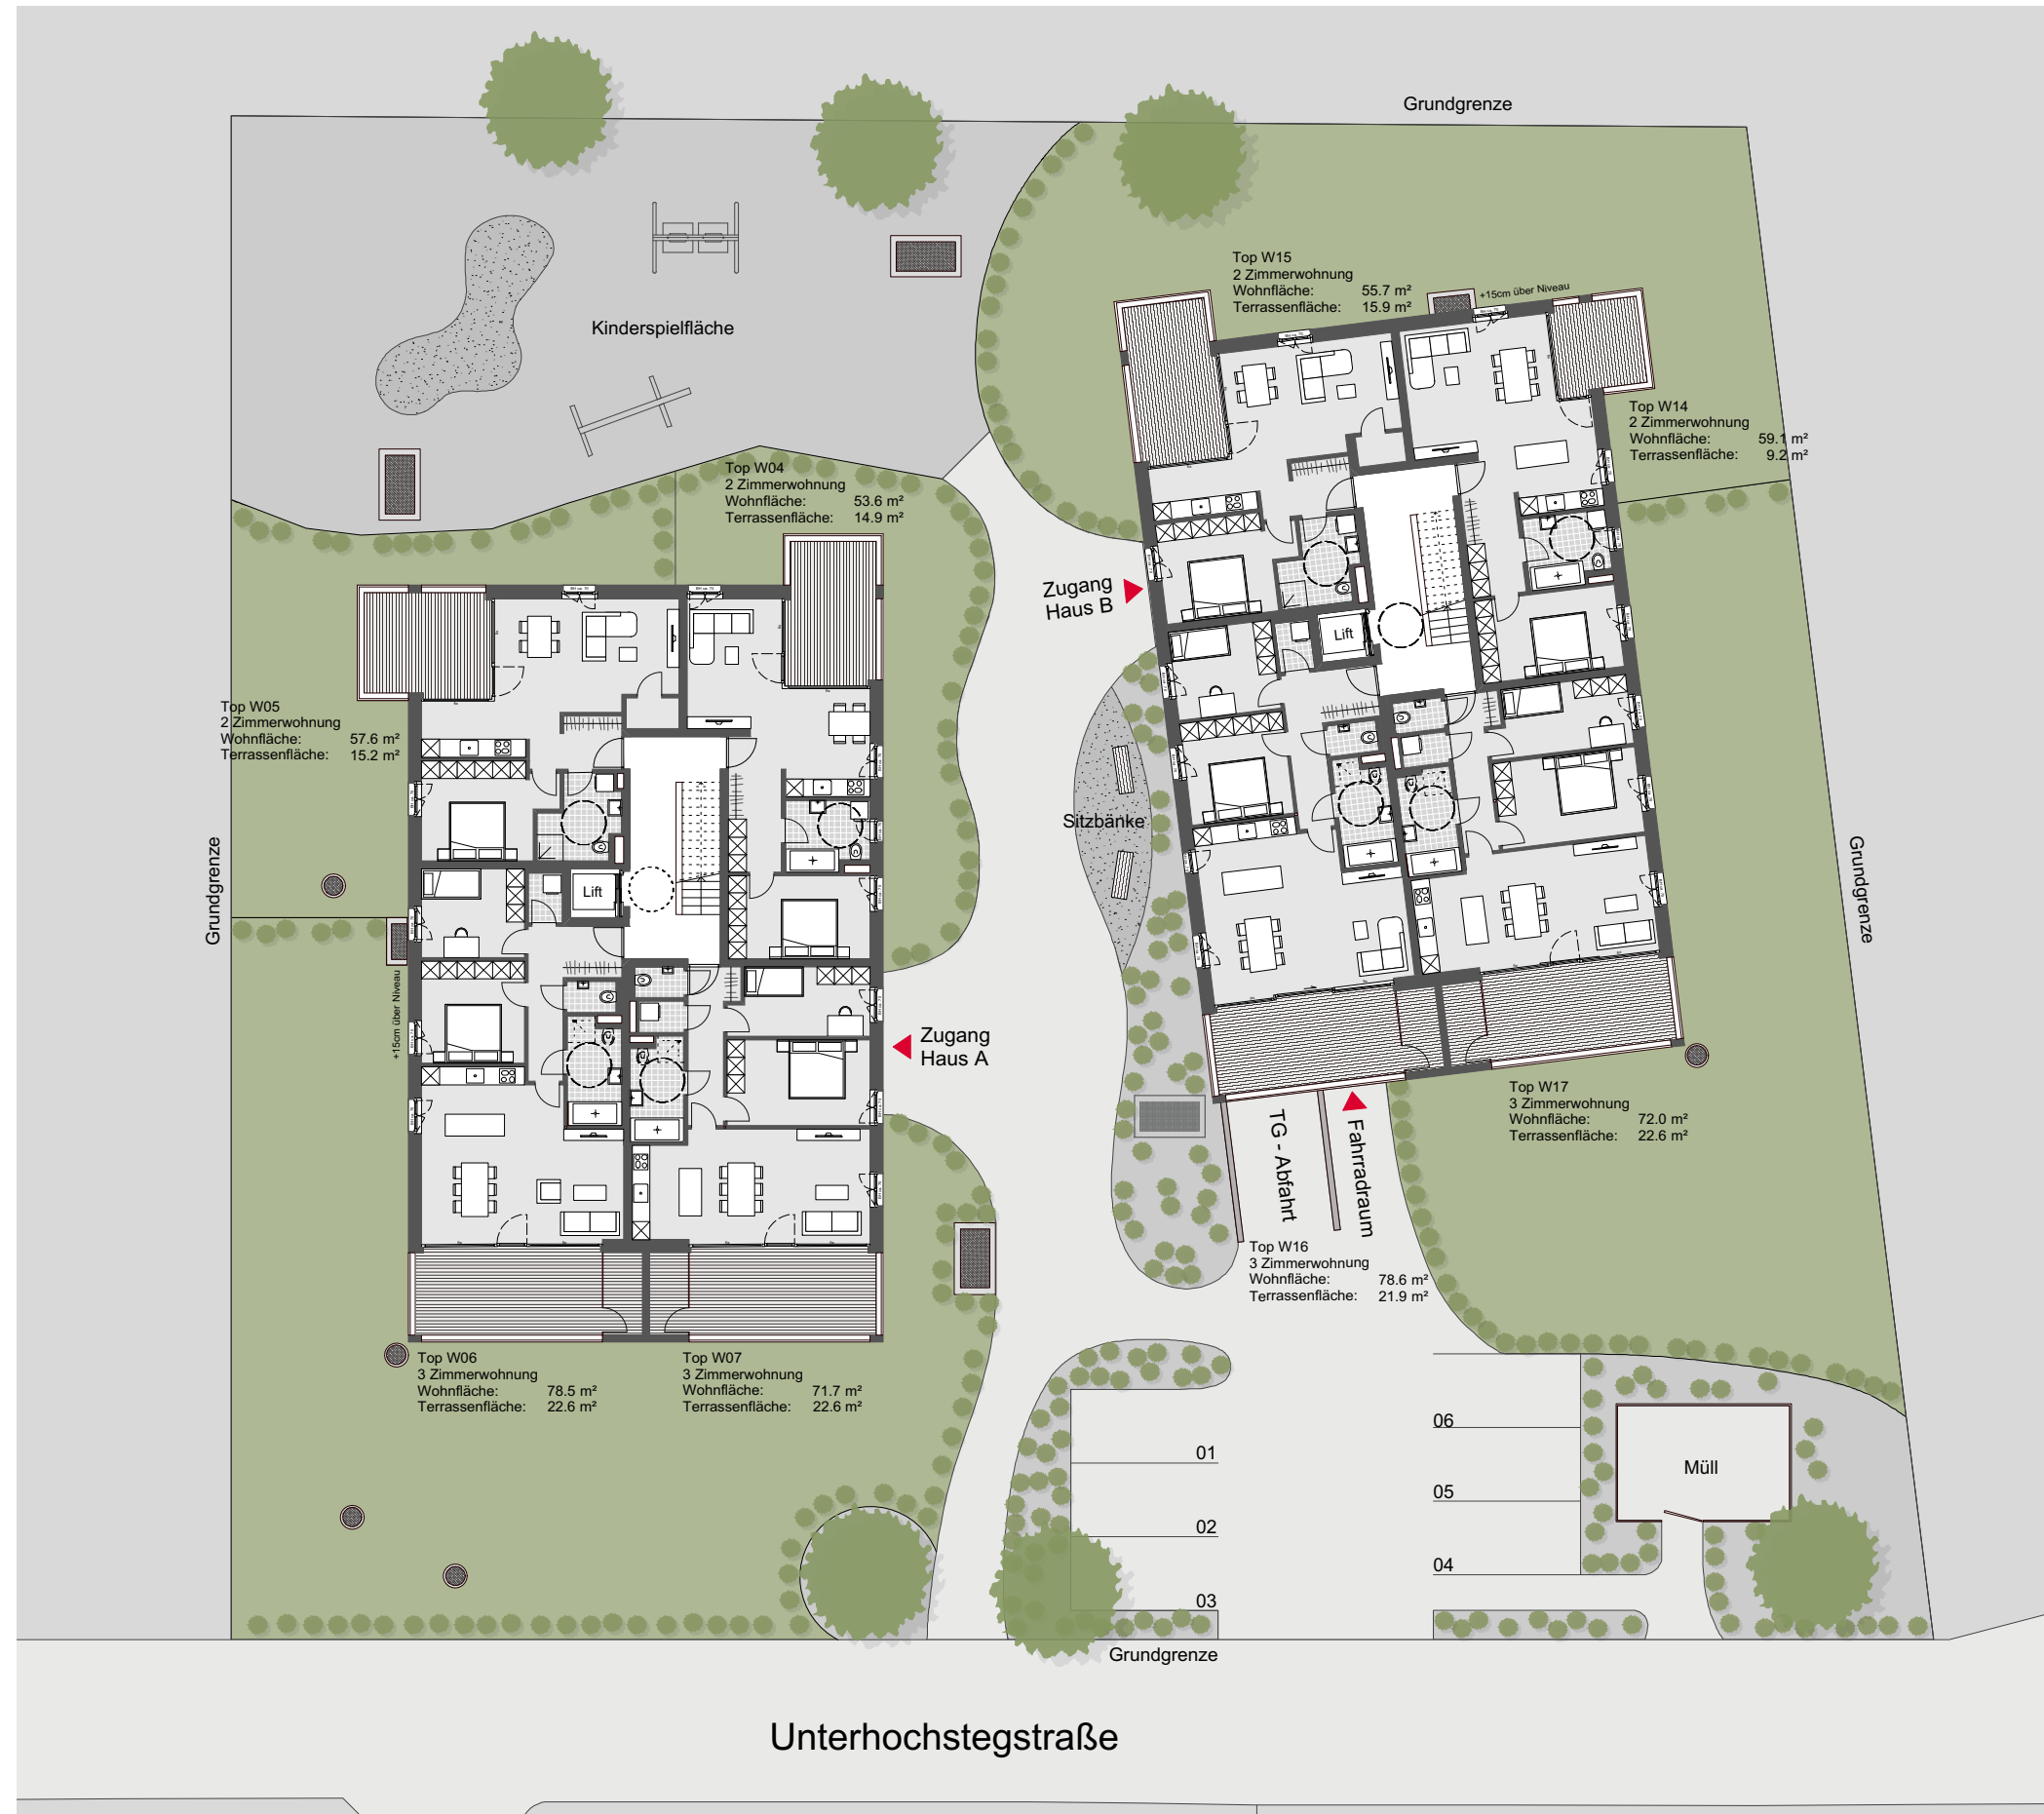 Grundgrenze
Top W15
2 Zimmerwohnung
Wohnfläche: 55.7 m²
Terrassenfläche: 15.9 m²
+15cm über Niveau
Kinderspielfläche
Top W14
2 Zimmerwohnung
Wohnfläche: 59.1 m²
Terrassenfläche: 9.2 m²
Top W04
2 Zimmerwohnung
Wohnfläche: 53.6 m²
Terrassenfläche: 14.9 m²
Zugang
Haus B
Lift
Top W05
2 Zimmerwohnung
Wohnfläche: 57.6 m²
Terrassenfläche: 15.2 m²
Sitzbänke
Grundgrenze
Lift
Grundgrenze
+15cm über Niveau
Zugang
Haus A
Top W17
3 Zimmerwohnung
Wohnfläche: 72.0 m²
Terrassenfläche: 22.6 m²
TG - Abfahrt
Fahrradraum
Top W16
3 Zimmerwohnung
Wohnfläche: 78.6 m²
Terrassenfläche: 21.9 m²
Top W06
3 Zimmerwohnung
Wohnfläche: 78.5 m²
Terrassenfläche: 22.6 m²
Top W07
3 Zimmerwohnung
Wohnfläche: 71.7 m²
Terrassenfläche: 22.6 m²
01
02
03
06
05
04
Müll
Grundgrenze
Unterhochstegstraße